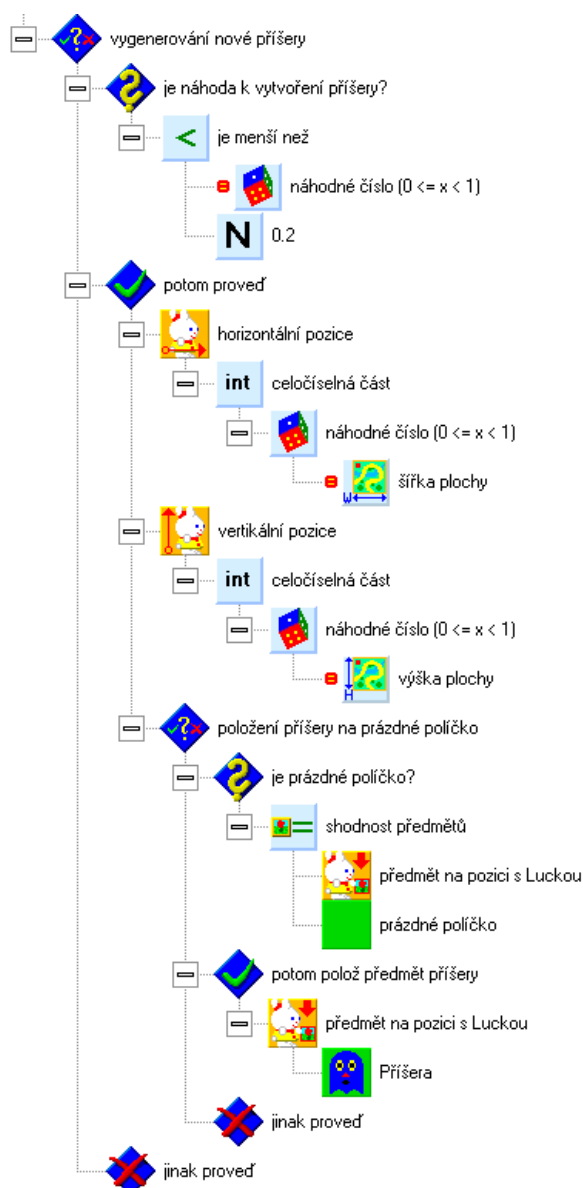 vygenerování nové příšery
je náhoda k vytvoření příšery?
< je menší než
náhodné číslo (0 <= x < 1)
N 0.2
potom proveď
horizontální pozice
int celočíselná část
náhodné číslo (0 <= x < 1)
W šířka plochy
vertikální pozice
int celočíselná část
náhodné číslo (0 <= x < 1)
H výška plochy
položení příšery na prázdné políčko
je prázdné políčko?
= shodnost předmětů
předmět na pozici s Luckou
prázdné políčko
potom polož předmět příšery
předmět na pozici s Luckou
Příšera
jinak proveď
jinak proveď